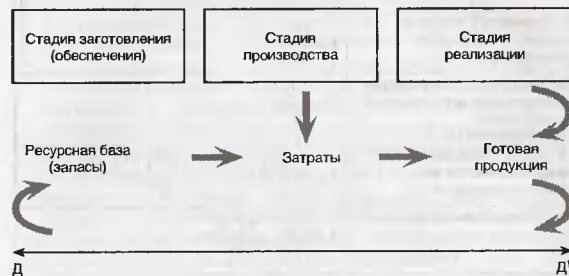 Стадия заготовления
(обеспечения)
Стадия
производства
Стадия
реализации
Ресурсная база
(запасы)
Затраты
Готовая
продукция
Д
Д'